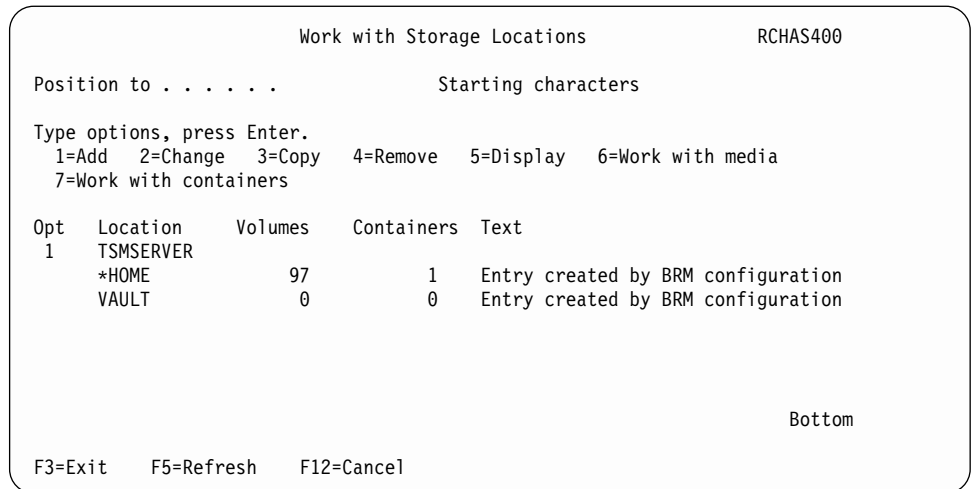 Work with Storage Locations RCHAS400
Position to . . . . . . Starting characters
Type options, press Enter.
1=Add 2=Change 3=Copy 4=Remove 5=Display 6=Work with media
7=Work with containers
Opt Location Volumes Containers Text
1 TSMSERVER
*HOME 97 1 Entry created by BRM configuration
VAULT 0 0 Entry created by BRM configuration
Bottom
F3=Exit F5=Refresh F12=Cancel